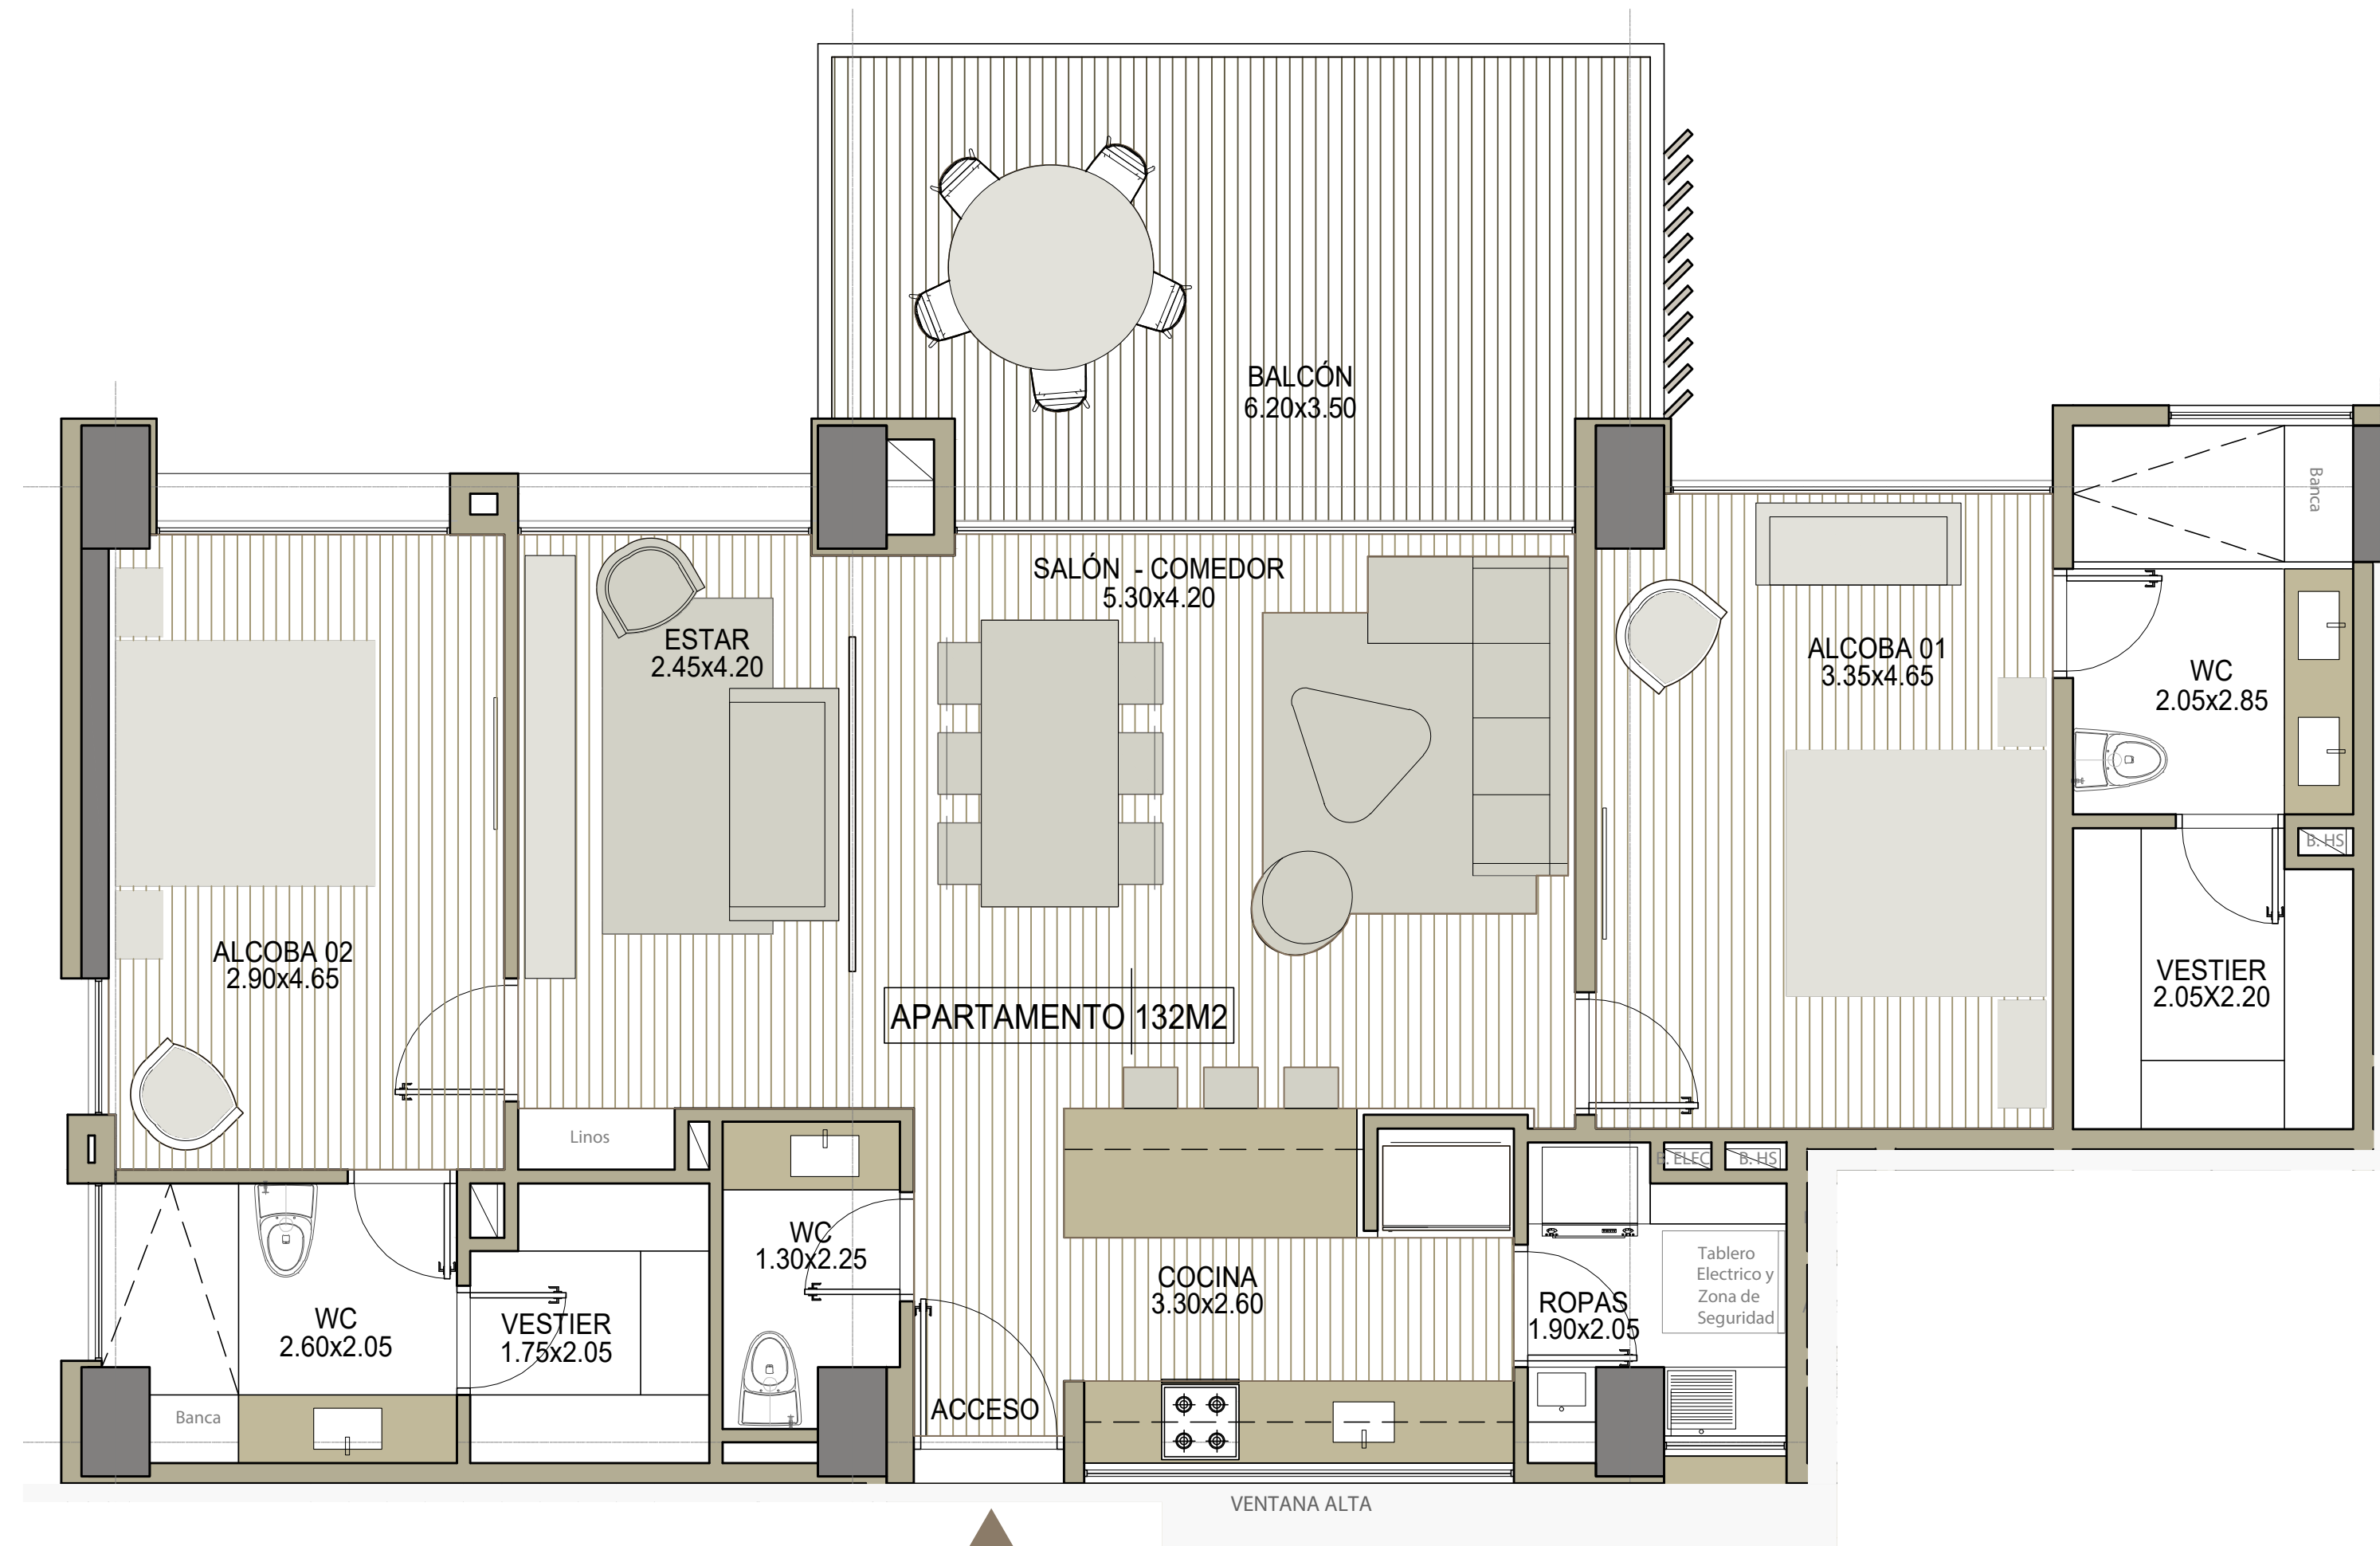 BALCÓN
6.20x3.50
Banca
SALÓN - COMEDOR
5.30x4.20
ESTAR
2.45x4.20
ALCOBA 01
3.35x4.65
WC
2.05x2.85
B. HS
ALCOBA 02
2.90x4.65
VESTIER
2.05X2.20
APARTAMENTO 132M2
Linos
B. ELEC
B. HS
WC
1.30x2.25
COCINA
3.30x2.60
Tablero
Electrico y
Zona de
Seguridad
ROPAS
1.90x2.05
WC
2.60x2.05
VESTIER
1.75x2.05
Banca
ACCESO
VENTANA ALTA